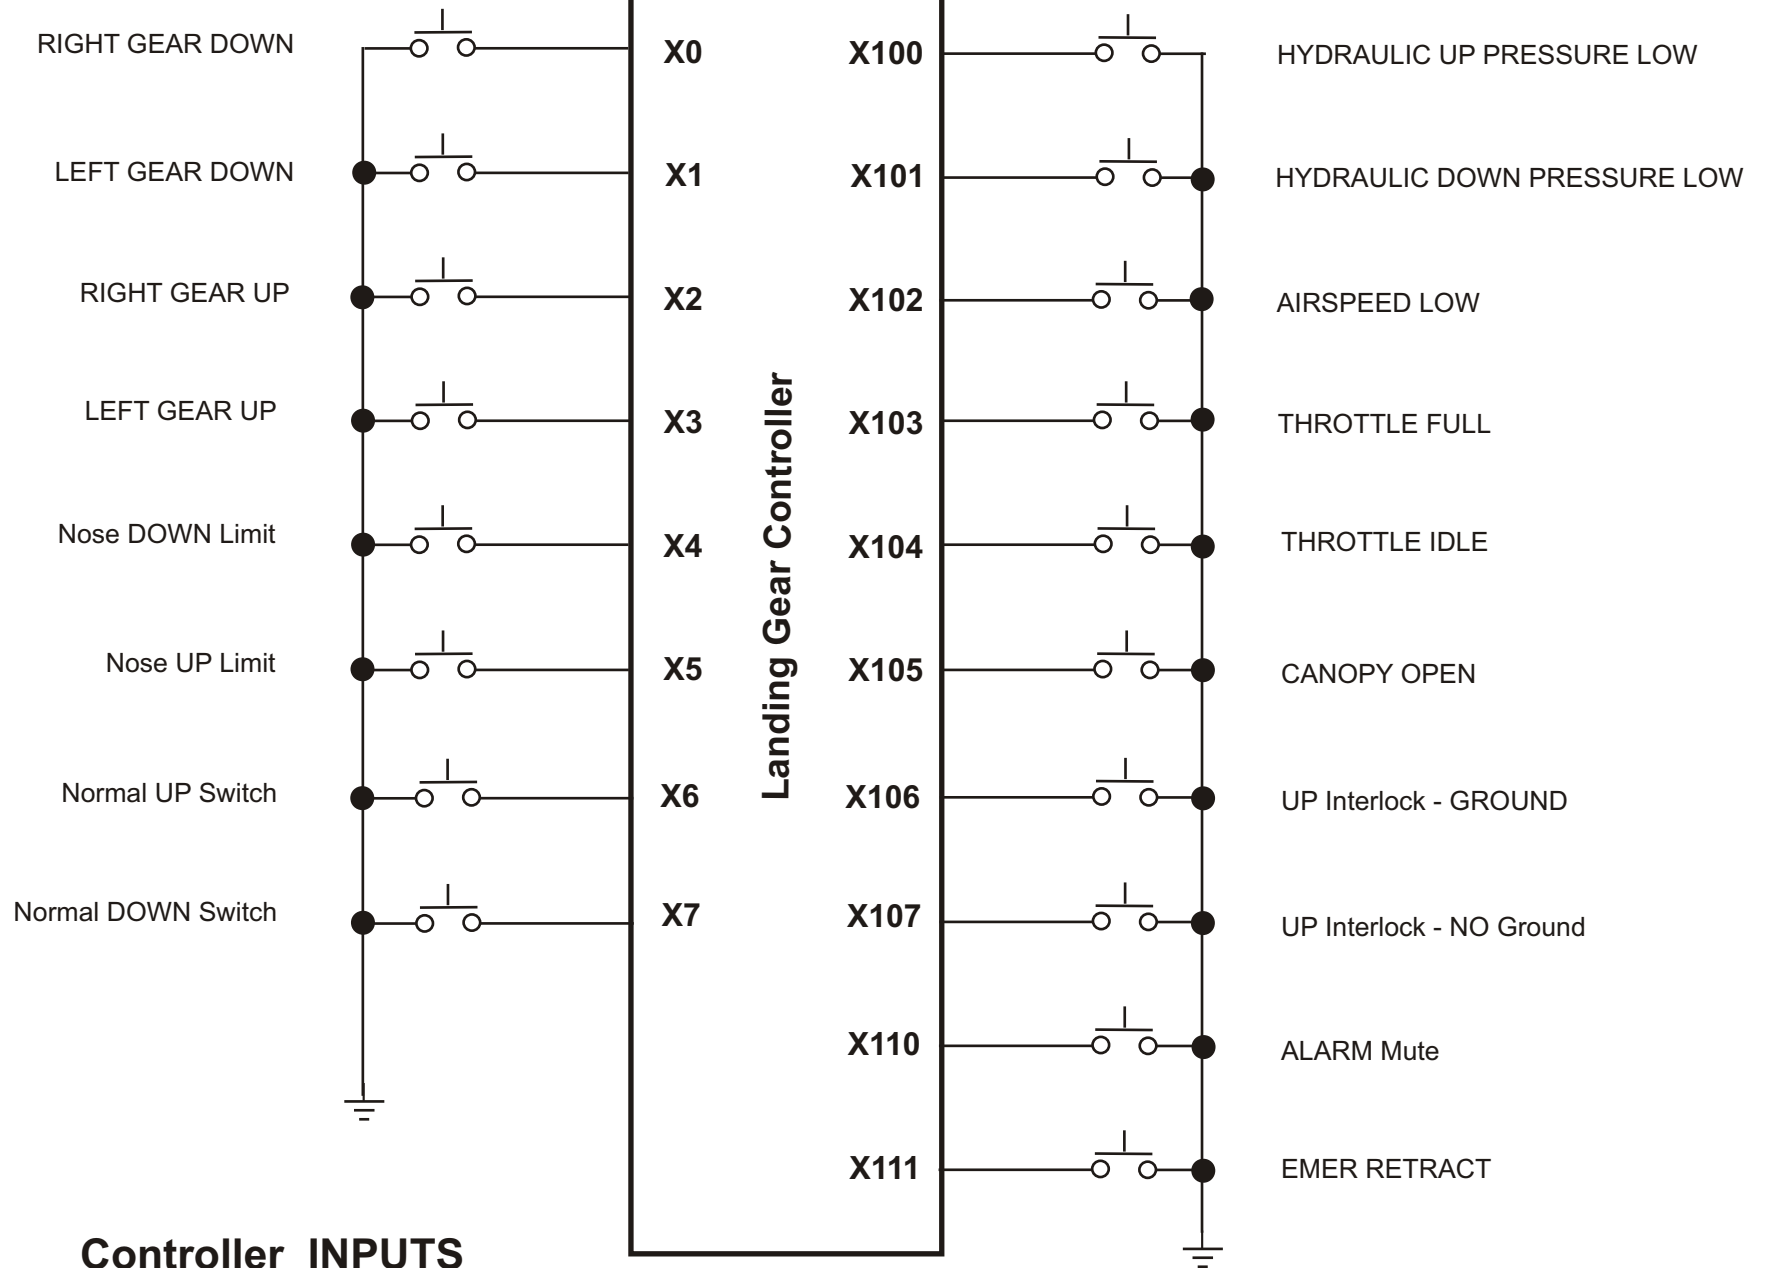 RIGHT GEAR DOWN
X0
X100
HYDRAULIC UP PRESSURE LOW
LEFT GEAR DOWN
X1
X101
HYDRAULIC DOWN PRESSURE LOW
RIGHT GEAR UP
X2
X102
AIRSPEED LOW
LEFT GEAR UP
X3
X103
THROTTLE FULL
Nose DOWN Limit
X4
X104
THROTTLE IDLE
Landing Gear Controller
Nose UP Limit
X5
X105
CANOPY OPEN
Normal UP Switch
X6
X106
UP Interlock - GROUND
Normal DOWN Switch
X7
X107
UP Interlock - NO Ground
X110
ALARM Mute
X111
EMER RETRACT
Controller INPUTS